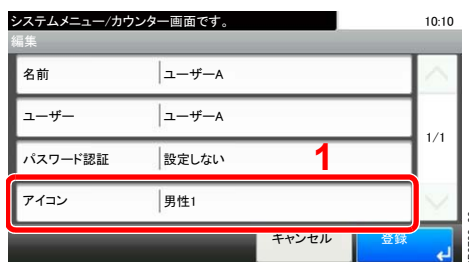 システムメニュー/カウンター画面です。 10:10
編集
名前 ユーザーA
ユーザー ユーザーA
1/1
パスワード認証 設定しない 1
アイコン 男性1
キャンセル 登録